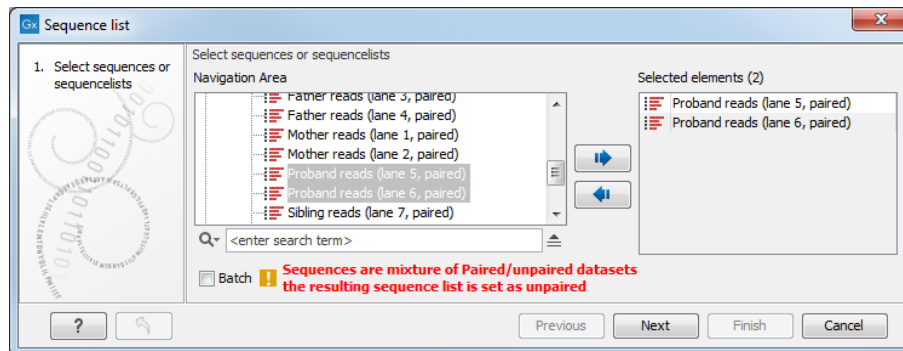 Gx Sequence list
X
1. Select sequences or
sequencelists
Select sequences or sequencelists
Navigation Area
Father reads (lane 3, paired)
Father reads (lane 4, paired)
Mother reads (lane 1, paired)
Mother reads (lane 2, paired)
Proband reads (lane 5, paired)
Proband reads (lane 6, paired)
Sibling reads (lane 7, paired)
<enter search term>
Batch
Sequences are mixture of Paired/unpaired datasets
the resulting sequence list is set as unpaired
Selected elements (2)
Proband reads (lane 5, paired)
Proband reads (lane 6, paired)
?
Previous
Next
Finish
Cancel